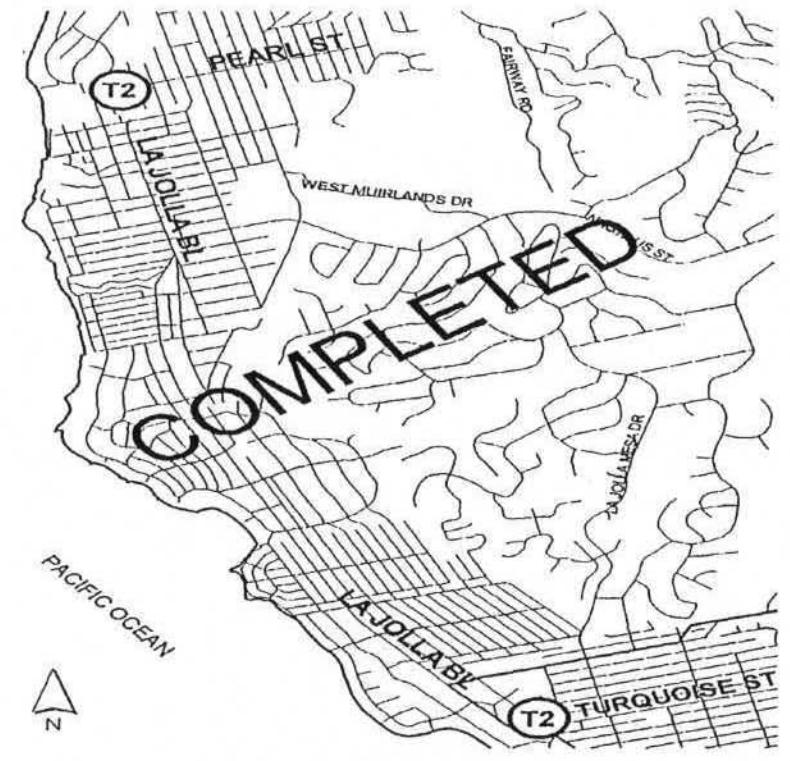 PEARL ST
T2
FAIRWAY RD
LA JOLLA BL
WEST MUIRLANDS DR
ST
COMPLETED
LA JOLLA MESA DR
PACIFIC OCEAN
LA JOLLA BL
TURQUOISE ST
T2
N